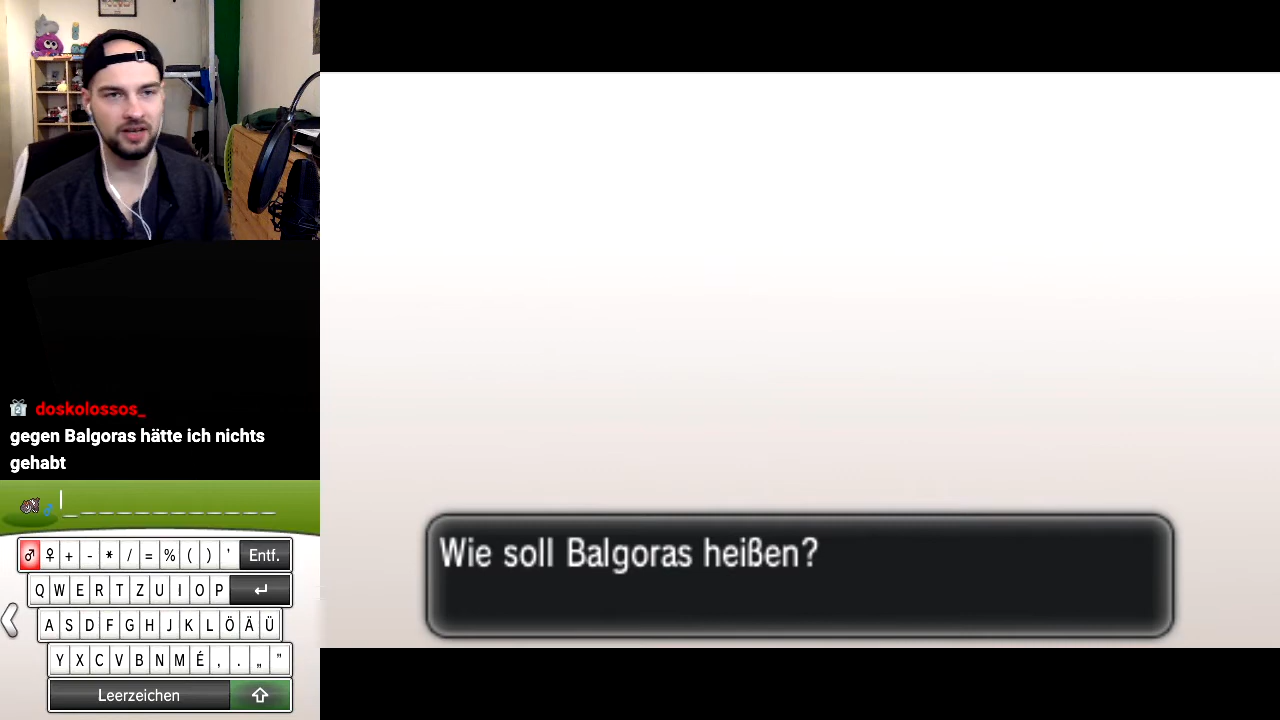 doskolossos_
gegen Balgoras hätte ich nichts
gehabt
Wie soll Balgoras heißen?
♂ ♀ + - * / = % ( ) ' Entf.
Q W E R T Z U I O P ↵
A S D F G H J K L Ö Ä Ü
Y X C V B N M É , . „ ”
Leerzeichen